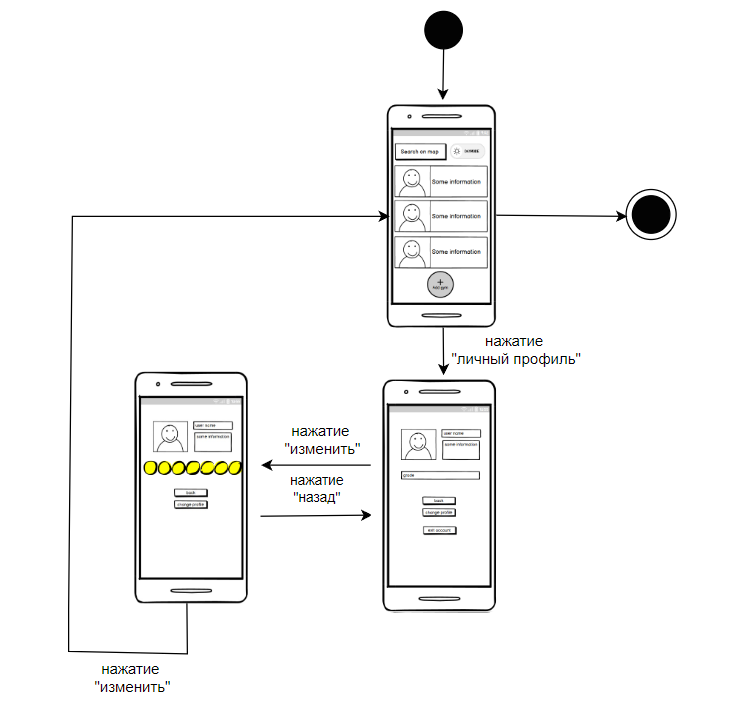 Search on map
Some information
Some information
Some information
+
Add gym
нажатие
"личный профиль"
user name
some information
нажатие
"изменить"
нажатие
"назад"
back
change profile
user name
some information
grade
back
change profile
exit account
нажатие
"изменить"